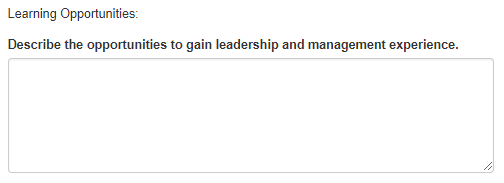 Learning Opportunities:
Describe the opportunities to gain leadership and management experience.